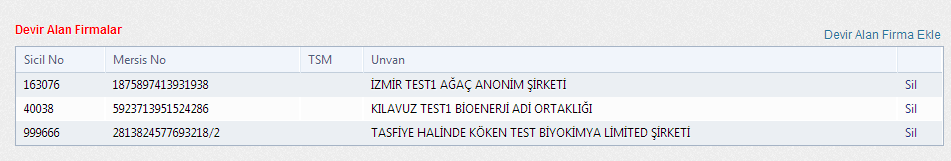 Devir Alan Firmalar
Devir Alan Firma Ekle
Sicil No Mersis No TSM Unvan
163076 1875897413931938 İZMİR TEST1 AĞAÇ ANONİM ŞİRKETİ Sil
40038 5923713951524286 KILAVUZ TEST1 BİOENERJİ ADİ ORTAKLIĞI Sil
999666 2813824577693218/2 TASFİYE HALİNDE KÖKEN TEST BİYOKİMYA LİMİTED ŞİRKETİ Sil